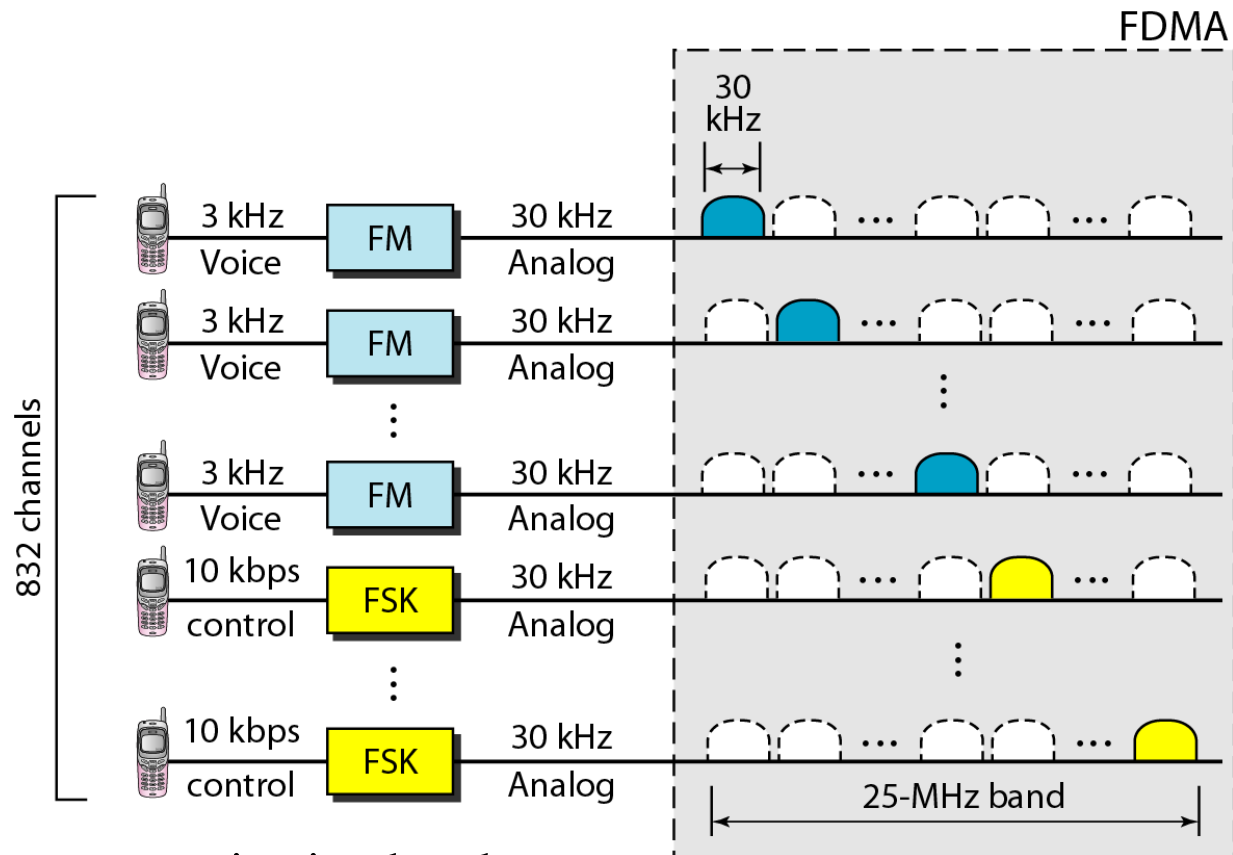 FDMA
30
kHz
3 kHz
Voice
FM
30 kHz
Analog
3 kHz
Voice
FM
30 kHz
Analog
3 kHz
Voice
FM
30 kHz
Analog
832 channels
10 kbps
control
FSK
30 kHz
Analog
10 kbps
control
FSK
30 kHz
Analog
25-MHz band